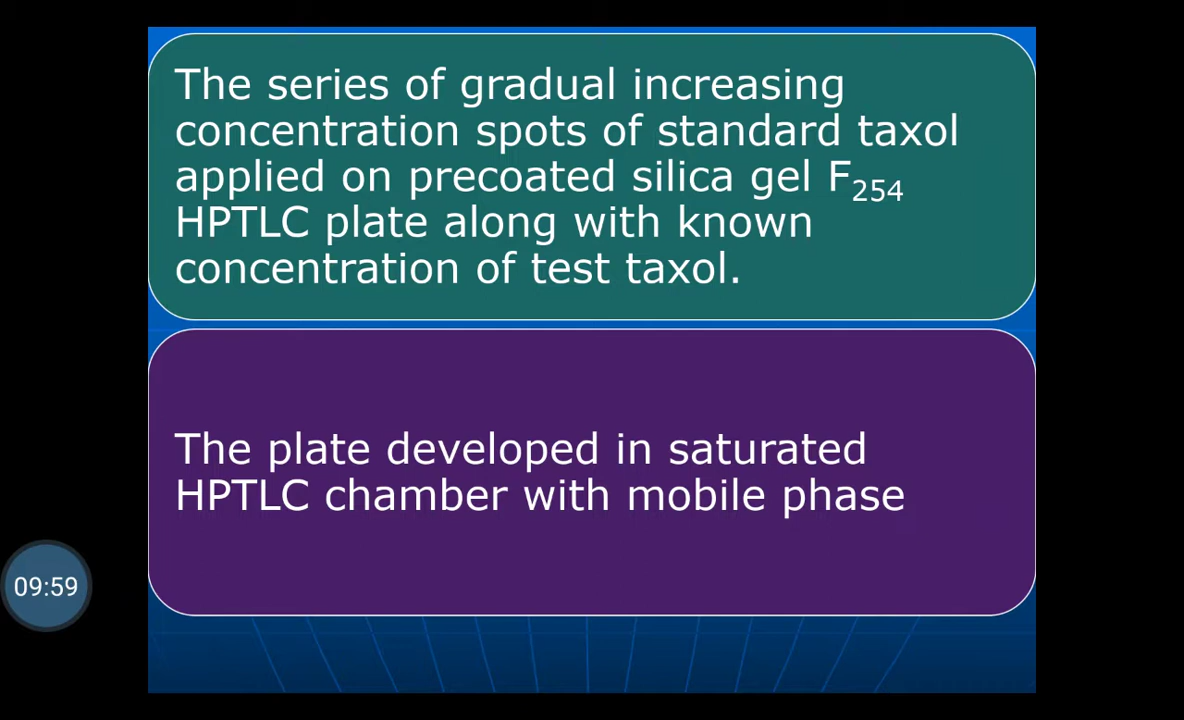 The series of gradual increasing
concentration spots of standard taxol
applied on precoated silica gel F254
HPTLC plate along with known
concentration of test taxol.
The plate developed in saturated
HPTLC chamber with mobile phase
09:59